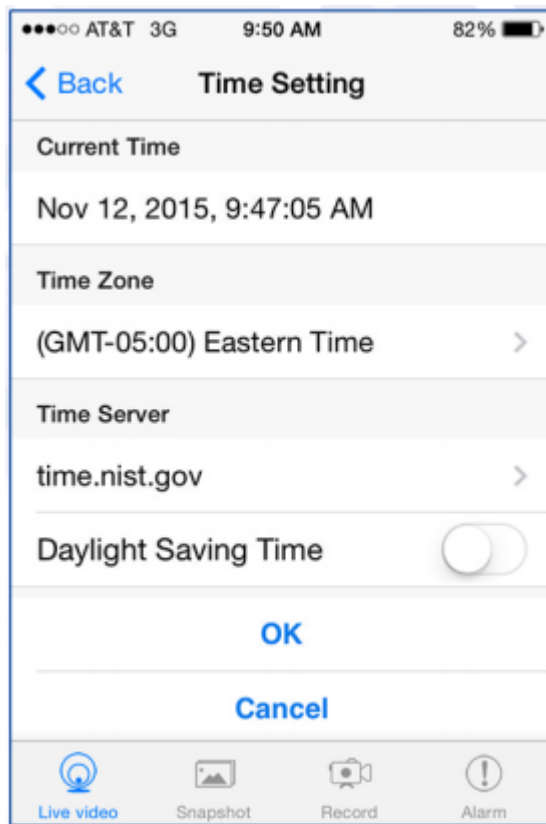 AT&T 3G 9:50 AM 82%
Back Time Setting
Current Time
Nov 12, 2015, 9:47:05 AM
Time Zone
(GMT-05:00) Eastern Time
Time Server
time.nist.gov
Daylight Saving Time
OK
Cancel
Live video Snapshot Record Alarm